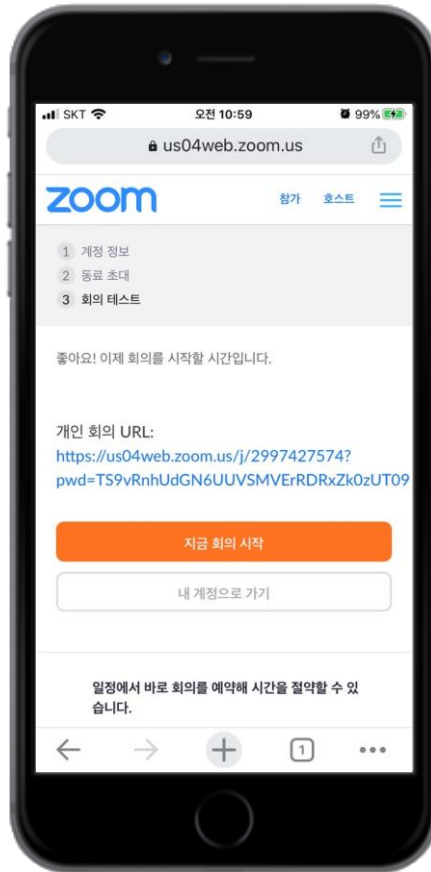 SKT 오전 10:59 99%
us04web.zoom.us
zoom 참가 호스트
1 계정 정보
2 동료 초대
3 회의 테스트
좋아요! 이제 회의를 시작할 시간입니다.
개인 회의 URL:
https://us04web.zoom.us/j/2997427574?
pwd=TS9vRnhUdGN6UUVSMVErRDRxZk0zUT09
지금 회의 시작
내 계정으로 가기
일정에서 바로 회의를 예약해 시간을 절약할 수 있
습니다.
1